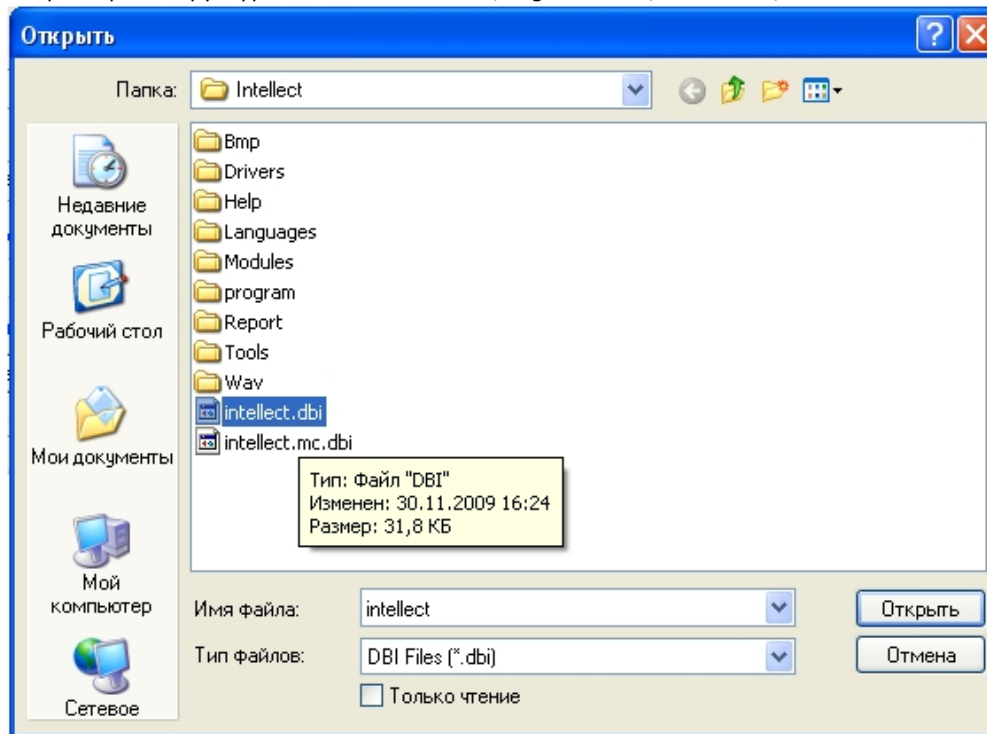 Открыть
Папка: Intellect
Недавние
документы
Рабочий стол
Мои документы
Мой
компьютер
Сетевое
Bmp
Drivers
Help
Languages
Modules
program
Report
Tools
Wav
intellect.dbi
intellect.mc.dbi
Тип: Файл "DBI"
Изменен: 30.11.2009 16:24
Размер: 31,8 КБ
Имя файла: intellect Открыть
Тип файлов: DBI Files (*.dbi) Отмена
Только чтение